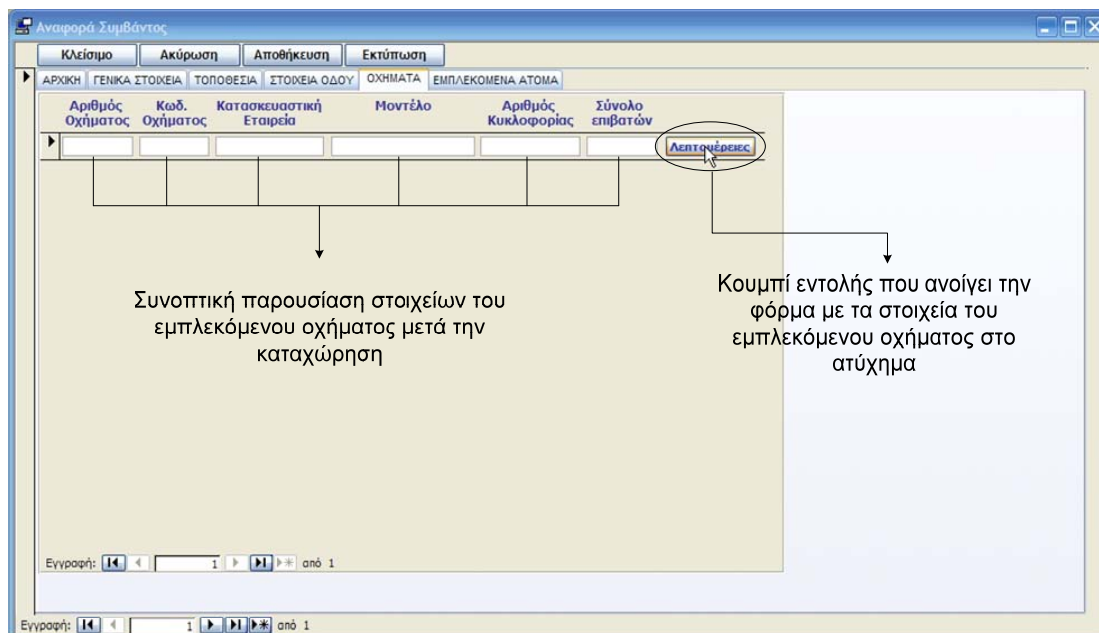 Αναφορά Συμβάντος
Κλείσιμο Ακύρωση Αποθήκευση Εκτύπωση
ΑΡΧΙΚΗ ΓΕΝΙΚΑ ΣΤΟΙΧΕΙΑ ΤΟΠΟΘΕΣΙΑ ΣΤΟΙΧΕΙΑ ΟΔΟΥ ΟΧΗΜΑΤΑ ΕΜΠΛΕΚΟΜΕΝΑ ΑΤΟΜΑ
Αριθμός Κωδ. Κατασκευαστική Μοντέλο Αριθμός Σύνολο
Οχήματος Οχήματος Εταιρεία Κυκλοφορίας επιβατών
Λεπτομέρειες
Συνοπτική παρουσίαση στοιχείων του
εμπλεκόμενου οχήματος μετά την
καταχώρηση
Κουμπί εντολής που ανοίγει την
φόρμα με τα στοιχεία του
εμπλεκόμενου οχήματος στο
ατύχημα
Εγγραφή: 1 από 1
Εγγραφή: 1 από 1